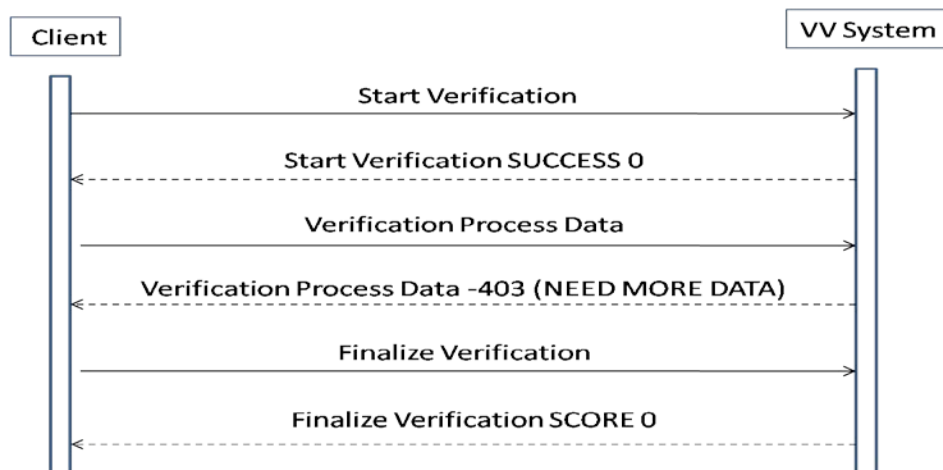 Client
VV System
Start Verification
Start Verification SUCCESS 0
Verification Process Data
Verification Process Data -403 (NEED MORE DATA)
Finalize Verification
Finalize Verification SCORE 0